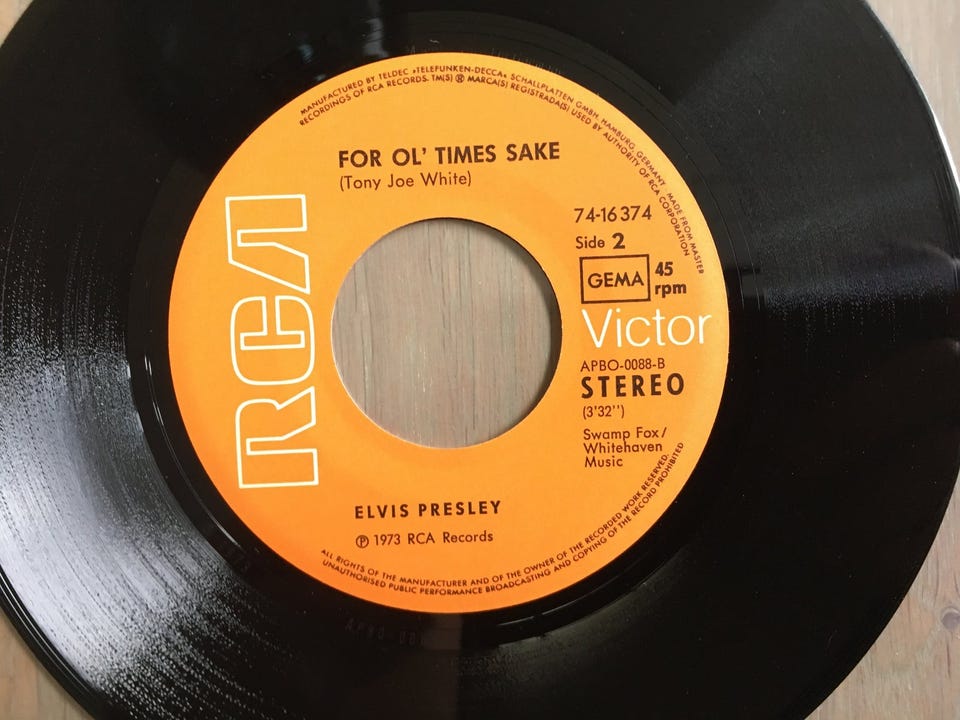 MANUFACTURED BY TELDEC »TELEFUNKEN-DECCA« SCHALLPLATTEN GMBH, HAMBURG, GERMANY · MADE FROM MASTER
RECORDINGS OF RCA RECORDS. TM(S) ® MARCA(S) REGISTRADA(S) USED BY AUTHORITY OF RCA CORPORATION
FOR OL' TIMES SAKE
(Tony Joe White)
RCA
74-16374
Side 2
GEMA 45 rpm
Victor
APBO-0088-B
STEREO
(3'32'')
Swamp Fox/
Whitehaven
Music
ELVIS PRESLEY
℗ 1973 RCA Records
ALL RIGHTS OF THE MANUFACTURER AND OF THE OWNER OF THE RECORDED WORK RESERVED.
UNAUTHORISED PUBLIC PERFORMANCE BROADCASTING AND COPYING OF THE RECORD PROHIBITED